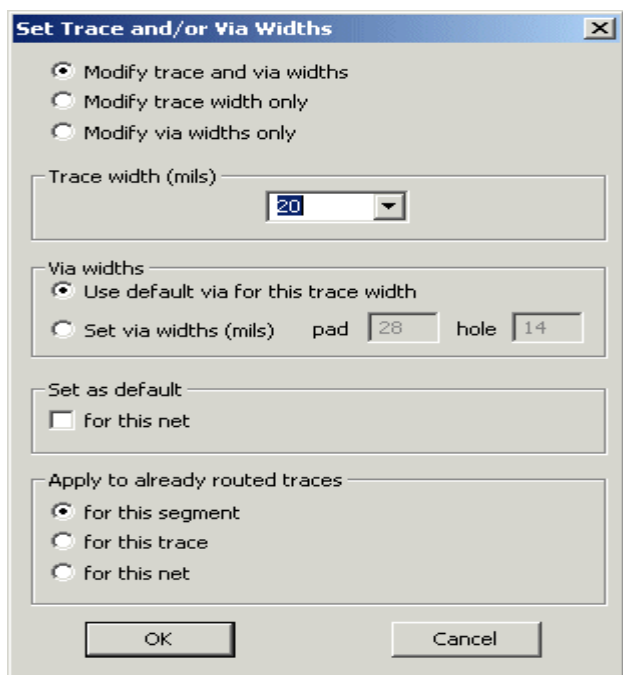 Set Trace and/or Via Widths
Modify trace and via widths
Modify trace width only
Modify via widths only
Trace width (mils)
20
Via widths
Use default via for this trace width
Set via widths (mils) pad 28 hole 14
Set as default
for this net
Apply to already routed traces
for this segment
for this trace
for this net
OK Cancel